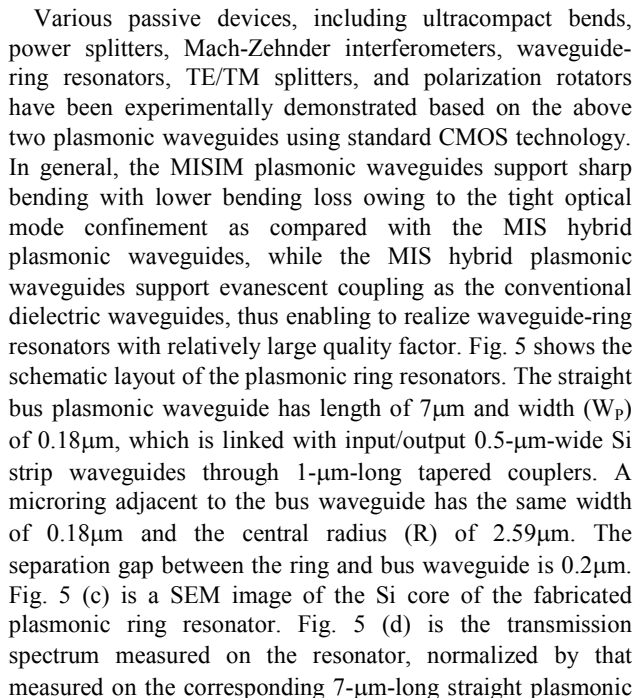 Various passive devices, including ultracompact bends,
power splitters, Mach-Zehnder interferometers, waveguide-
ring resonators, TE/TM splitters, and polarization rotators
have been experimentally demonstrated based on the above
two plasmonic waveguides using standard CMOS technology.
In general, the MISIM plasmonic waveguides support sharp
bending with lower bending loss owing to the tight optical
mode confinement as compared with the MIS hybrid
plasmonic waveguides, while the MIS hybrid plasmonic
waveguides support evanescent coupling as the conventional
dielectric waveguides, thus enabling to realize waveguide-ring
resonators with relatively large quality factor. Fig. 5 shows the
schematic layout of the plasmonic ring resonators. The straight
bus plasmonic waveguide has length of 7μm and width (W_P)
of 0.18μm, which is linked with input/output 0.5-μm-wide Si
strip waveguides through 1-μm-long tapered couplers. A
microring adjacent to the bus waveguide has the same width
of 0.18μm and the central radius (R) of 2.59μm. The
separation gap between the ring and bus waveguide is 0.2μm.
Fig. 5 (c) is a SEM image of the Si core of the fabricated
plasmonic ring resonator. Fig. 5 (d) is the transmission
spectrum measured on the resonator, normalized by that
measured on the corresponding 7-μm-long straight plasmonic